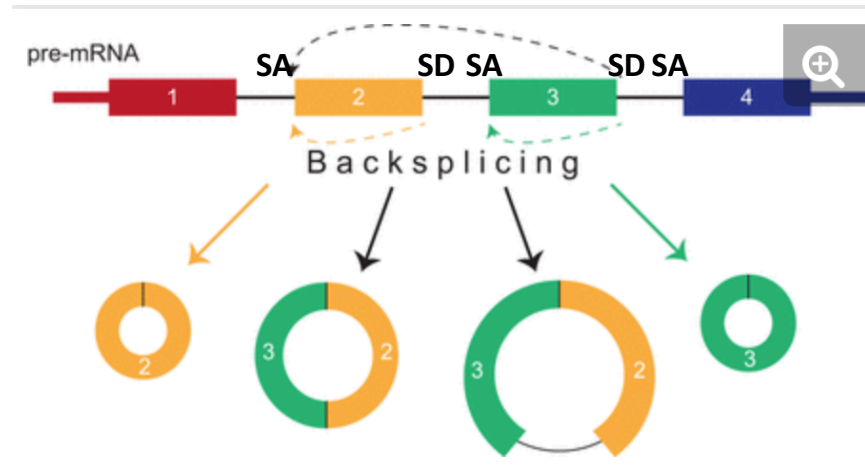 pre-mRNA
SA SD SA SD SA
1 2 3 4
Backsplicing
2
3 2
3 2
3